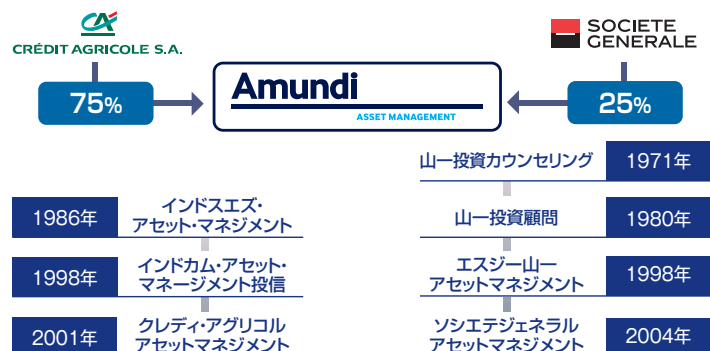 CRÉDIT AGRICOLE S.A.
SOCIETE
GENERALE
75%
Amundi
ASSET MANAGEMENT
25%
山一投資カウンセリング 1971年
1986年 インドスエズ・
アセット・マネジメント
山一投資顧問 1980年
1998年 インドカム・アセット・
マネージメント投信
エスジー山一
アセットマネジメント 1998年
2001年 クレディ・アグリコル
アセットマネジメント
ソシエテジェネラル
アセットマネジメント 2004年